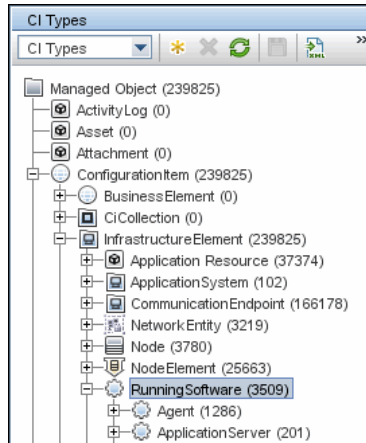 CI Types
CI Types
XML
»
Managed Object (239825)
ActivityLog (0)
Asset (0)
Attachment (0)
ConfigurationItem (239825)
BusinessElement (0)
CiCollection (0)
InfrastructureElement (239825)
Application Resource (37374)
ApplicationSystem (102)
CommunicationEndpoint (166178)
NetworkEntity (3219)
Node (3780)
NodeElement (25663)
RunningSoftware (3509)
Agent (1286)
ApplicationServer (201)